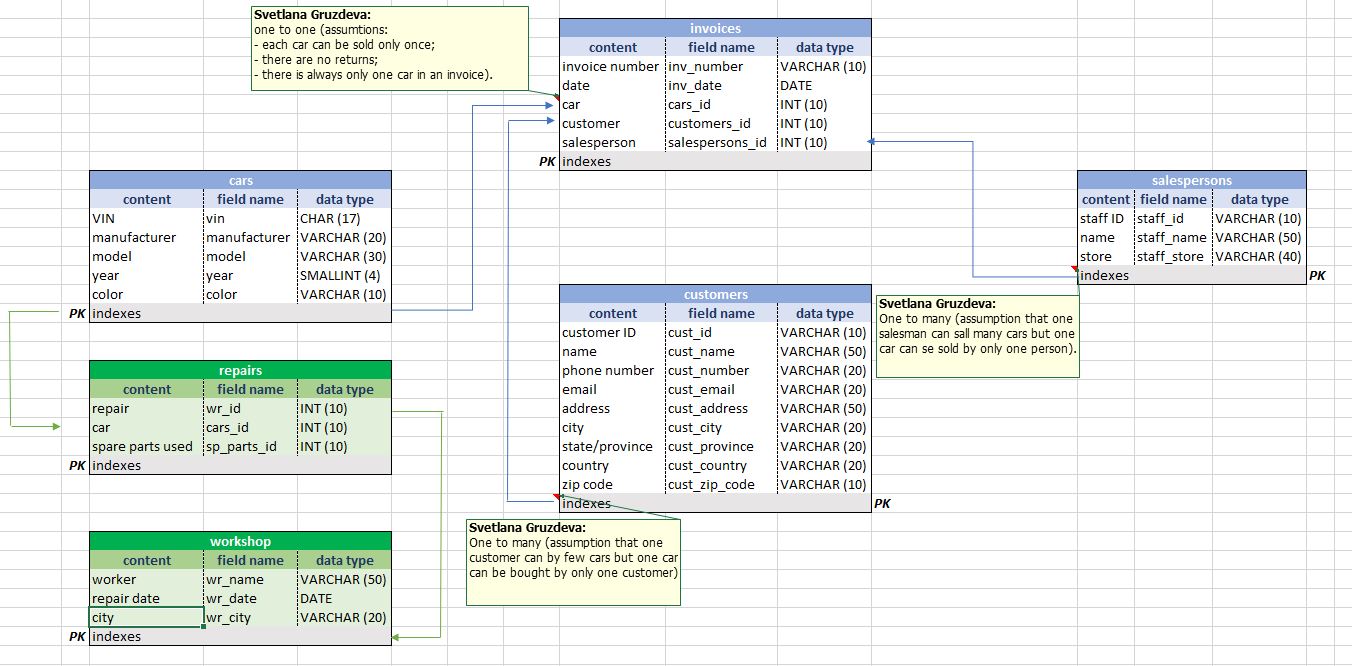 Svetlana Gruzdeva:
one to one (assumtions:
- each car can be sold only once;
- there are no returns;
- there is always only one car in an invoice).
invoices
content field name data type
invoice number inv_number VARCHAR (10)
date inv_date DATE
car cars_id INT (10)
customer customers_id INT (10)
salesperson salespersons_id INT (10)
PK indexes
cars
content field name data type
VIN vin CHAR (17)
manufacturer manufacturer VARCHAR (20)
model model VARCHAR (30)
year year SMALLINT (4)
color color VARCHAR (10)
PK indexes
salespersons
content field name data type
staff ID staff_id VARCHAR (10)
name staff_name VARCHAR (50)
store staff_store VARCHAR (40)
indexes PK
Svetlana Gruzdeva:
One to many (assumption that one
salesman can sall many cars but one
car can se sold by only one person).
customers
content field name data type
customer ID cust_id VARCHAR (10)
name cust_name VARCHAR (50)
phone number cust_number VARCHAR (20)
email cust_email VARCHAR (20)
address cust_address VARCHAR (50)
city cust_city VARCHAR (20)
state/province cust_province VARCHAR (20)
country cust_country VARCHAR (20)
zip code cust_zip_code VARCHAR (10)
indexes PK
Svetlana Gruzdeva:
One to many (assumption that one
customer can by few cars but one car
can be bought by only one customer)
repairs
content field name data type
repair wr_id INT (10)
car cars_id INT (10)
spare parts used sp_parts_id INT (10)
PK indexes
workshop
content field name data type
worker wr_name VARCHAR (50)
repair date wr_date DATE
city wr_city VARCHAR (20)
PK indexes